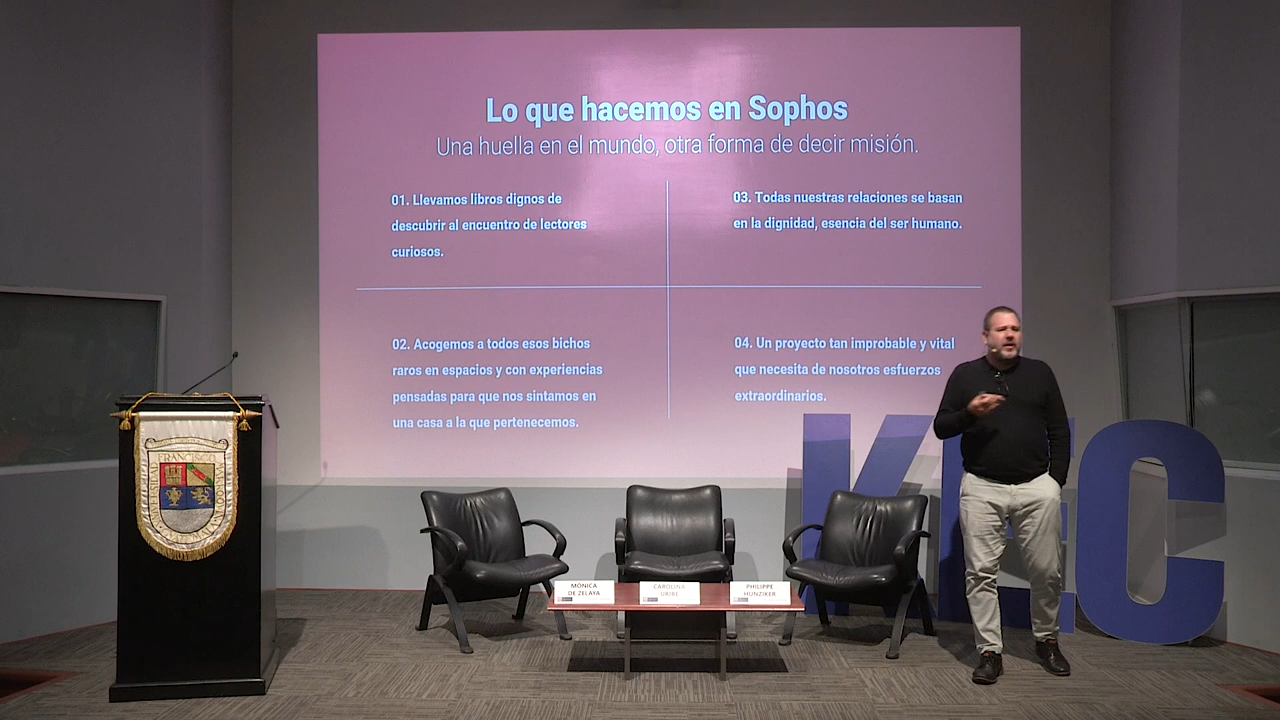 Lo que hacemos en Sophos
Una huella en el mundo, otra forma de decir misión.
01. Llevamos libros dignos de
descubrir al encuentro de lectores
curiosos.
02. Acogemos a todos esos bichos
raros en espacios y con experiencias
pensadas para que nos sintamos en
una casa a la que pertenecemos.
03. Todas nuestras relaciones se basan
en la dignidad, esencia del ser humano.
04. Un proyecto tan improbable y vital
que necesita de nosotros esfuerzos
extraordinarios.
FRANCISCO
MÓNICA
DE ZELAYA
CAROLINA
URIBE
PHILIPPE
HUNZIKER
C